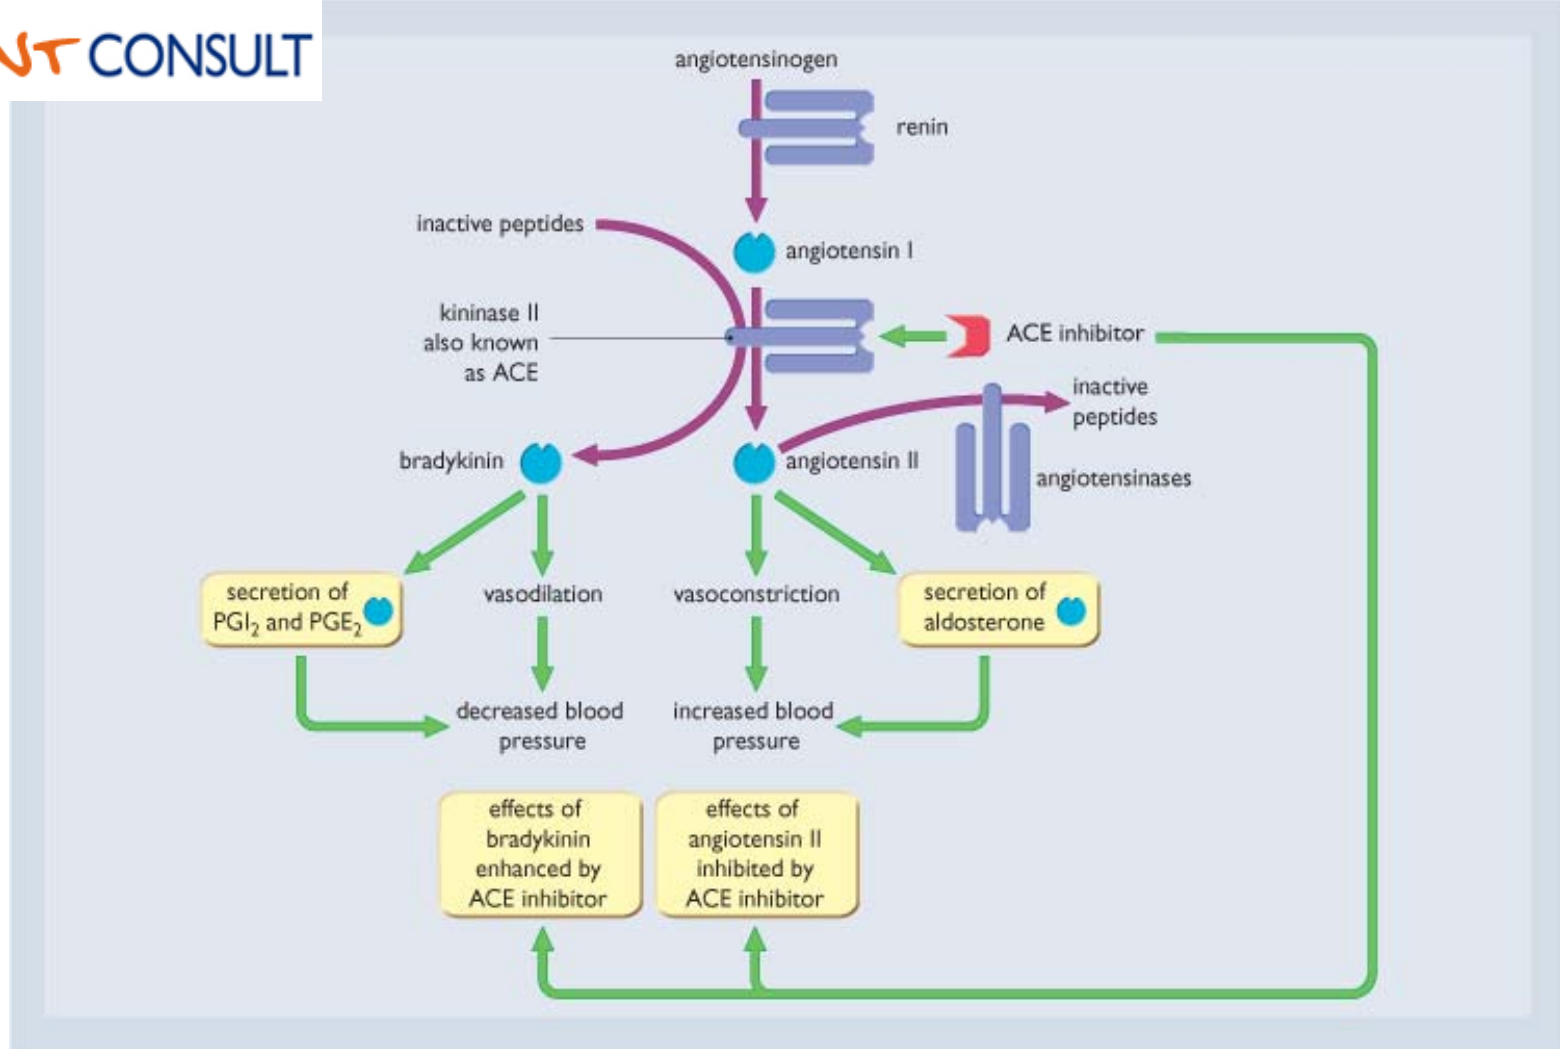 CONSULT
angiotensinogen
renin
inactive peptides
angiotensin I
kininase II
also known
as ACE
ACE inhibitor
inactive
peptides
bradykinin
angiotensin II
angiotensinases
secretion of
PGI₂ and PGE₂
vasodilation
vasoconstriction
secretion of
aldosterone
decreased blood
pressure
increased blood
pressure
effects of
bradykinin
enhanced by
ACE inhibitor
effects of
angiotensin II
inhibited by
ACE inhibitor